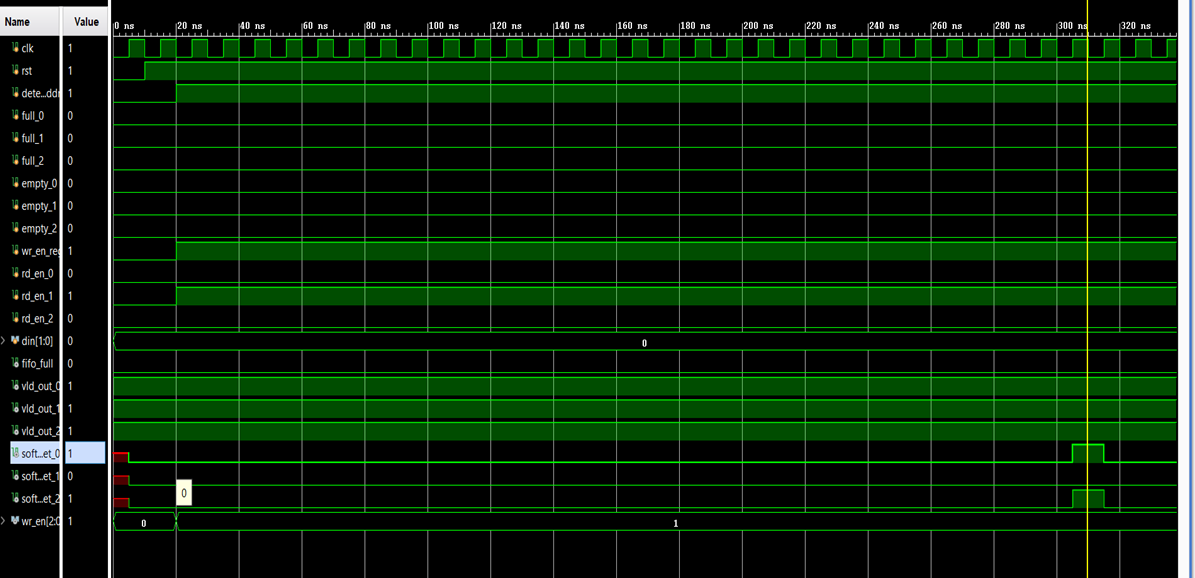 Name Value 0 ns 20 ns 40 ns 60 ns 80 ns 100 ns 120 ns 140 ns 160 ns 180 ns 200 ns 220 ns 240 ns 260 ns 280 ns 300 ns 320 ns
clk 1
rst 1
dete...ddr 1
full_0 0
full_1 0
full_2 0
empty_0 0
empty_1 0
empty_2 0
wr_en_reg 1
rd_en_0 0
rd_en_1 1
rd_en_2 0
din[1:0] 0 0
fifo_full 0
vld_out_0 1
vld_out_1 1
vld_out_2 1
soft...et_0 1
soft...et_1 0
soft...et_2 1 0
wr_en[2:0 1 0 1